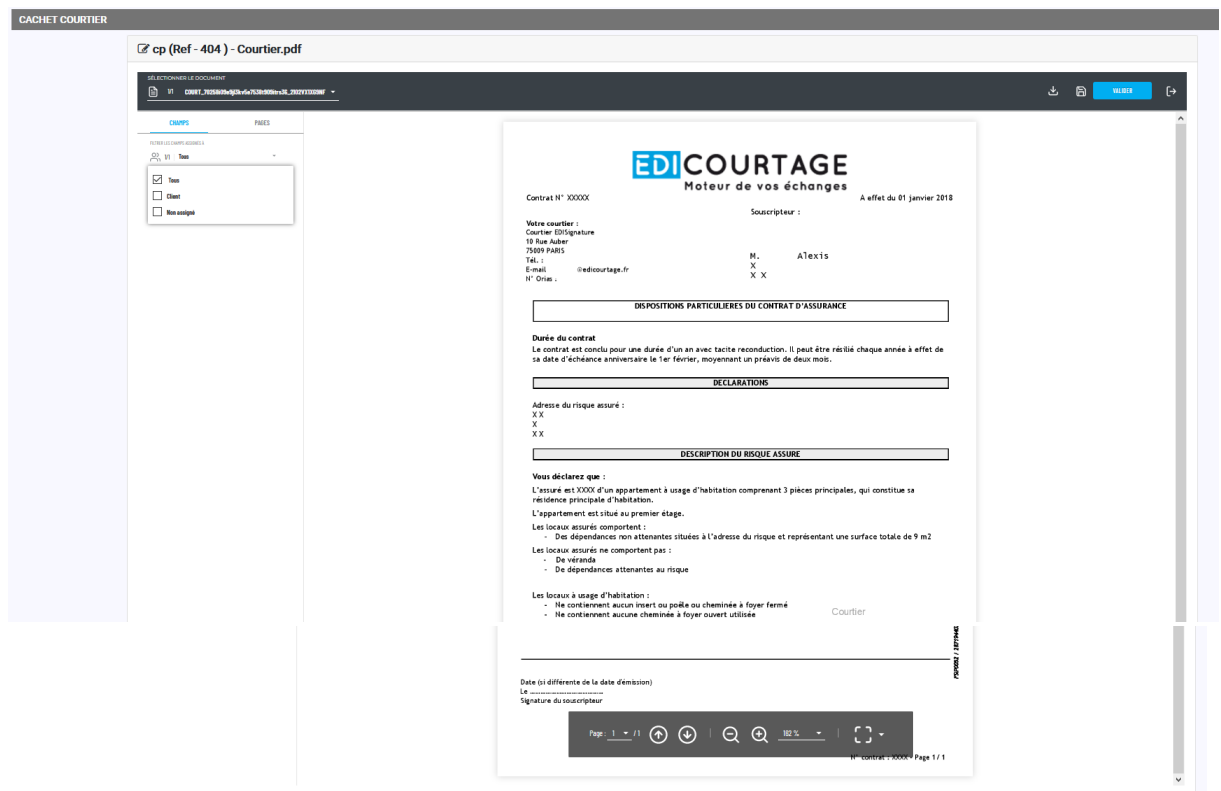 CACHET COURTIER
cp (Ref - 404 ) - Courtier.pdf
SÉLECTIONNER LE DOCUMENT
1/1
VALIDER
CHAMPS PAGES
FILTRER LES CHAMPS ASSIGNÉS À
1/1 Tous
Tous
Client
Non assigné
EDICOURTAGE
Moteur de vos échanges
Contrat N° XXXXX A effet du 01 janvier 2018
Souscripteur :
Votre courtier :
Courtier EDISignature
10 Rue Auber
75009 PARIS
Tél. :
E-mail @edicourtage.fr
N° Orias .
M. Alexis
X
X X
DISPOSITIONS PARTICULIERES DU CONTRAT D'ASSURANCE
Durée du contrat
Le contrat est conclu pour une durée d'un an avec tacite reconduction. Il peut être résilié chaque année à effet de
sa date d'échéance anniversaire le 1er février, moyennant un préavis de deux mois.
DECLARATIONS
Adresse du risque assuré :
X X
X
X X
DESCRIPTION DU RISQUE ASSURE
Vous déclarez que :
L'assuré est XXXX d'un appartement à usage d'habitation comprenant 3 pièces principales, qui constitue sa
résidence principale d'habitation.
L'appartement est situé au premier étage.
Les locaux assurés comportent :
- Des dépendances non attenantes situées à l'adresse du risque et représentant une surface totale de 9 m2
Les locaux assurés ne comportent pas :
- De véranda
- De dépendances attenantes au risque
Les locaux à usage d'habitation :
- Ne contiennent aucun insert ou poêle ou cheminée à foyer fermé
- Ne contiennent aucune cheminée à foyer ouvert utilisée
Courtier
Date (si différente de la date d'émission)
Le ........................................
Signature du souscripteur
Page : 1 / 1 182 %
N° contrat : XXXX - Page 1 / 1